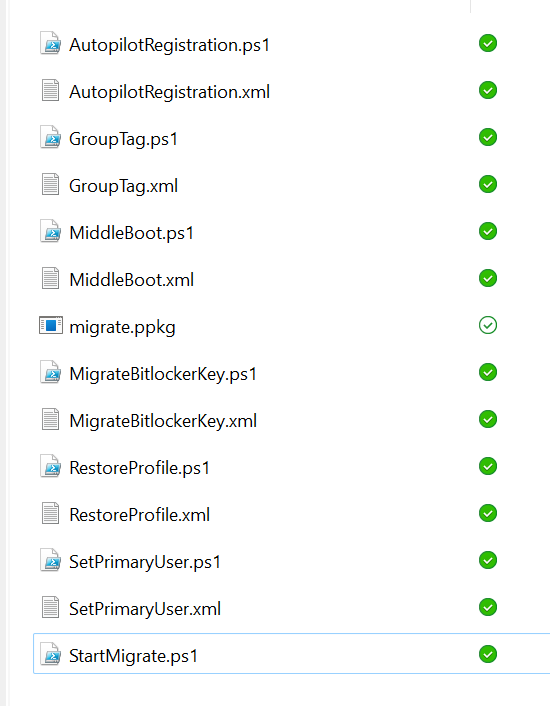 AutopilotRegistration.ps1
AutopilotRegistration.xml
GroupTag.ps1
GroupTag.xml
MiddleBoot.ps1
MiddleBoot.xml
migrate.ppkg
MigrateBitlockerKey.ps1
MigrateBitlockerKey.xml
RestoreProfile.ps1
RestoreProfile.xml
SetPrimaryUser.ps1
SetPrimaryUser.xml
StartMigrate.ps1